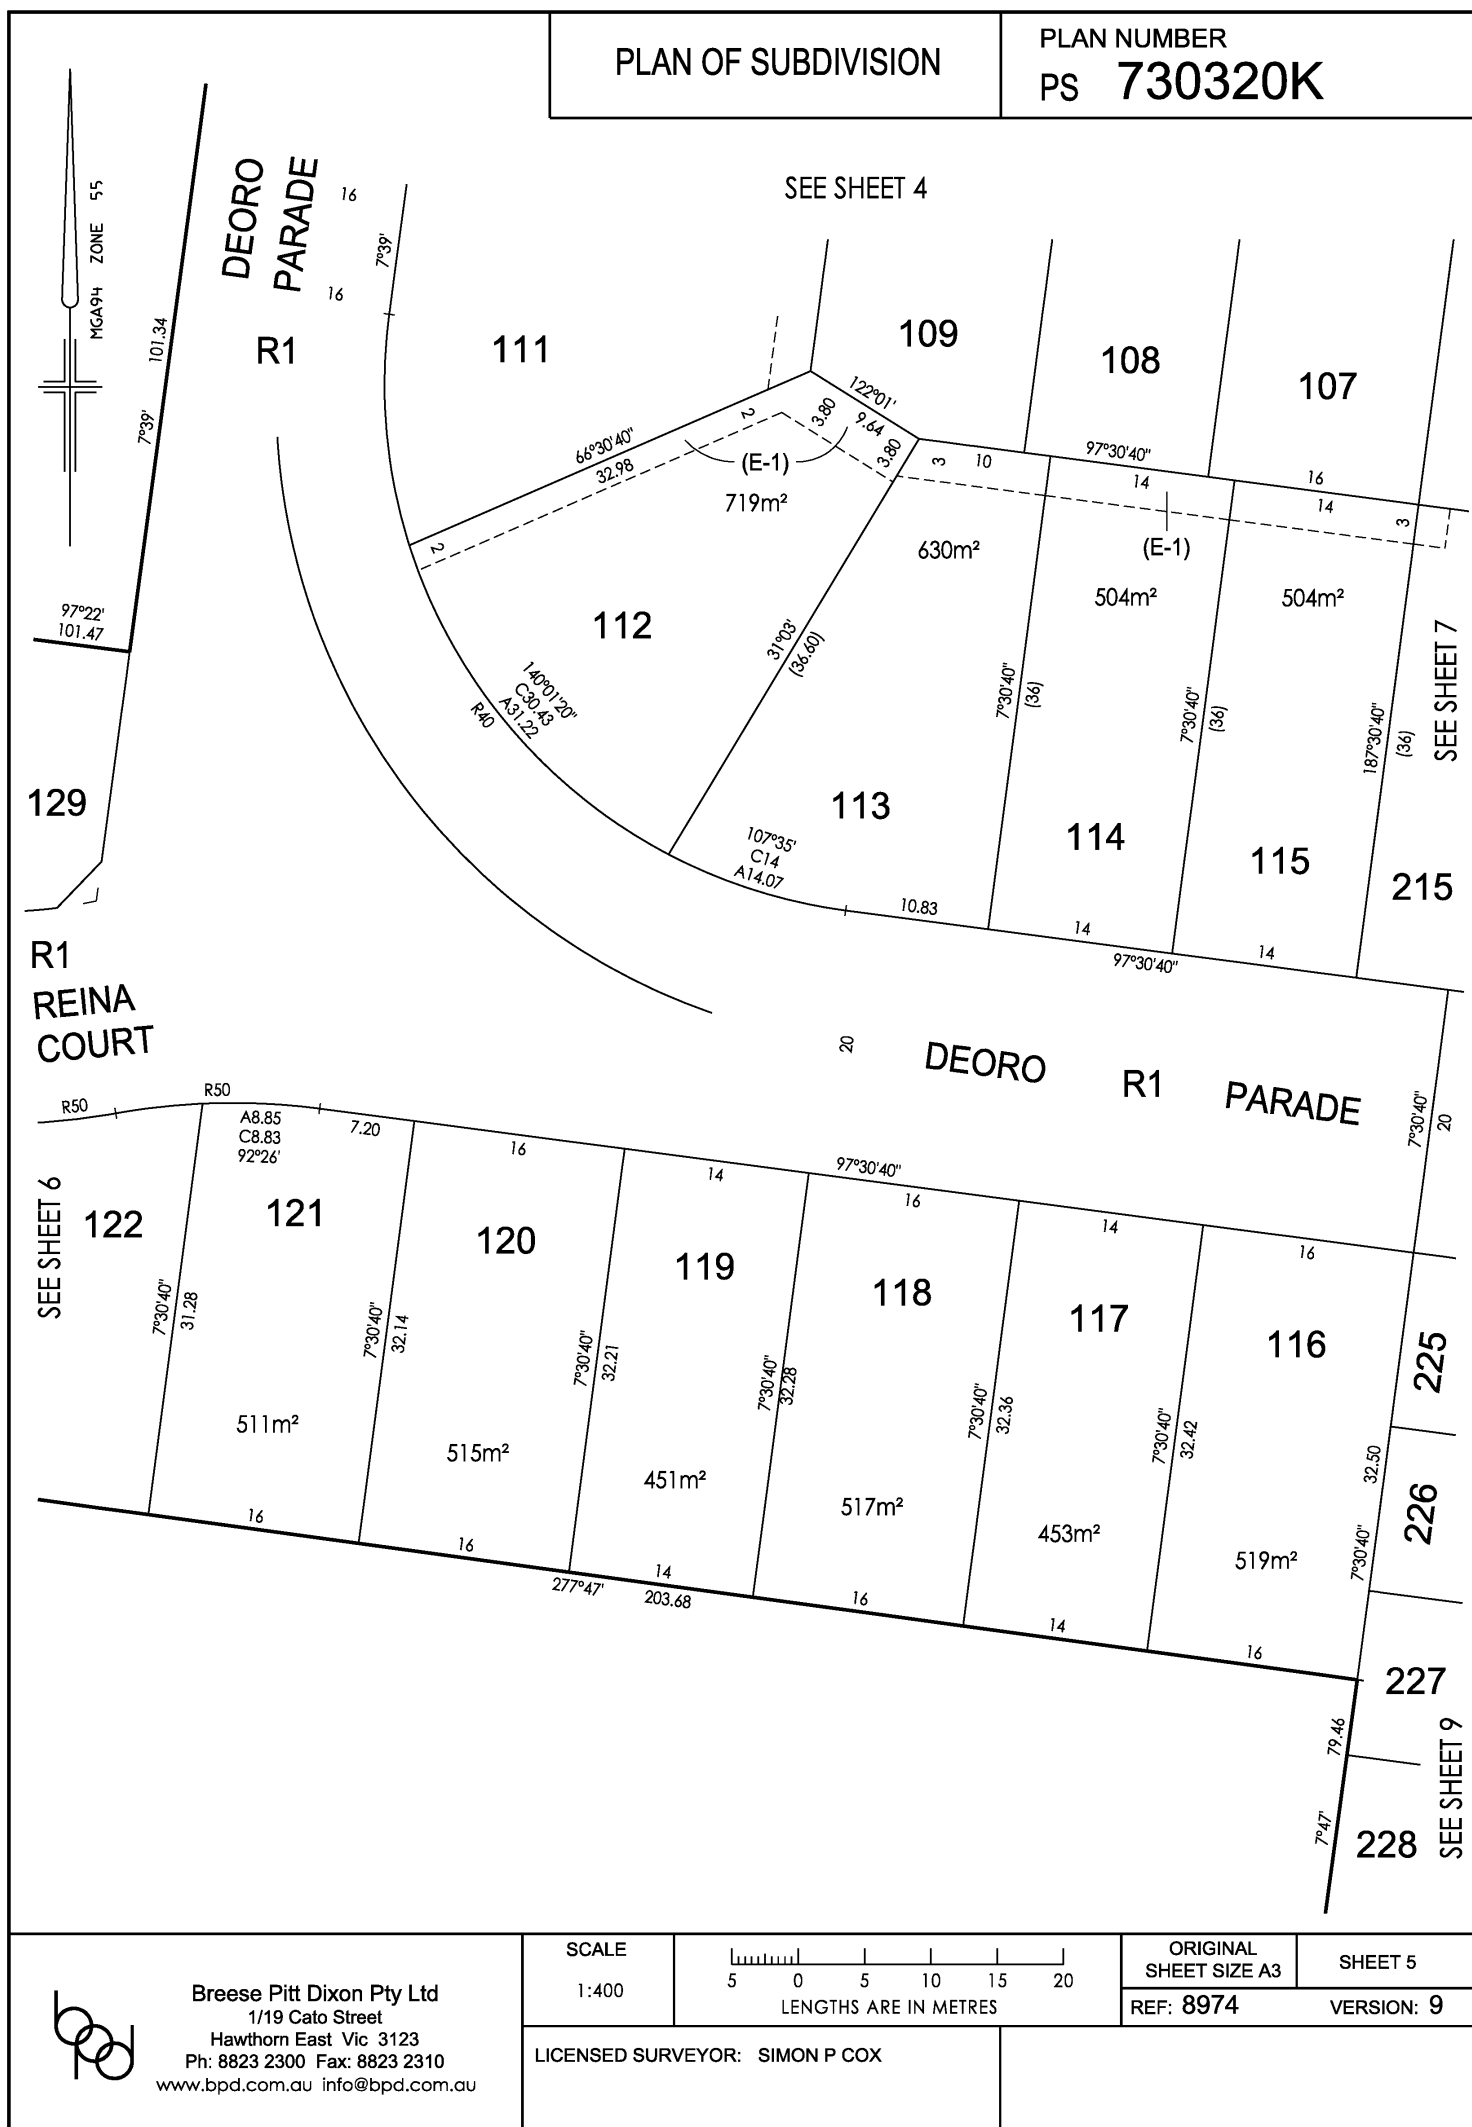 PLAN OF SUBDIVISION
PLAN NUMBER
PS 730320K
MGA94 ZONE 55
DEORO
PARADE
16
16
7°39'
R1
101.34
7°39'
SEE SHEET 4
111
109
108
107
122°01'
3.80
9.64
3.80
2
66°30'40"
32.98
(E-1)
719m²
2
3
10
97°30'40"
14
16
14
3
(E-1)
630m²
504m²
504m²
97°22'
101.47
112
31°03'
(36.60)
7°30'40"
(36)
7°30'40"
(36)
187°30'40"
(36)
SEE SHEET 7
140°01'20"
C30.43
A31.22
R40
129
113
114
115
215
107°35'
C14
A14.07
10.83
14
14
97°30'40"
R1
REINA
COURT
20
DEORO R1 PARADE
7°30'40"
20
R50
R50
A8.85
C8.83
92°26'
7.20
16
14
97°30'40"
16
14
16
SEE SHEET 6
122
121
120
119
118
117
116
225
226
7°30'40"
31.28
7°30'40"
32.14
7°30'40"
32.21
7°30'40"
32.28
7°30'40"
32.36
7°30'40"
32.42
32.50
7°30'40"
511m²
515m²
451m²
517m²
453m²
519m²
16
16
14
16
14
16
277°47'
203.68
227
79.46
7°47'
228
SEE SHEET 9
bpd
Breese Pitt Dixon Pty Ltd
1/19 Cato Street
Hawthorn East Vic 3123
Ph: 8823 2300 Fax: 8823 2310
www.bpd.com.au info@bpd.com.au
SCALE
1:400
5 0 5 10 15 20
LENGTHS ARE IN METRES
ORIGINAL
SHEET SIZE A3
SHEET 5
REF: 8974
VERSION: 9
LICENSED SURVEYOR: SIMON P COX